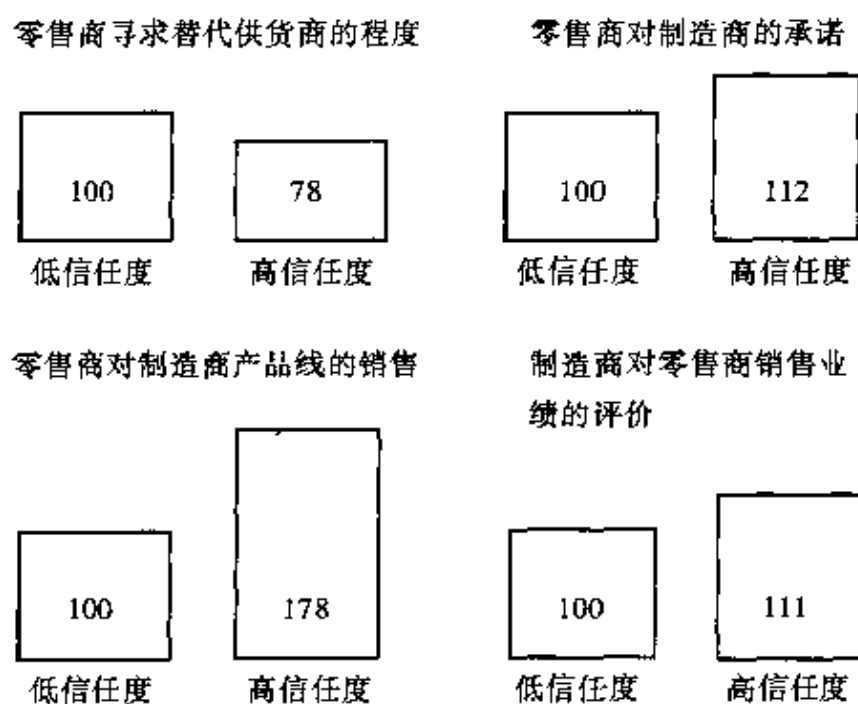 零售商寻求替代供货商的程度
零售商对制造商的承诺
100
78
100
112
低信任度
高信任度
低信任度
高信任度
零售商对制造商产品线的销售
制造商对零售商销售业
绩的评价
100
178
100
111
低信任度
高信任度
低信任度
高信任度